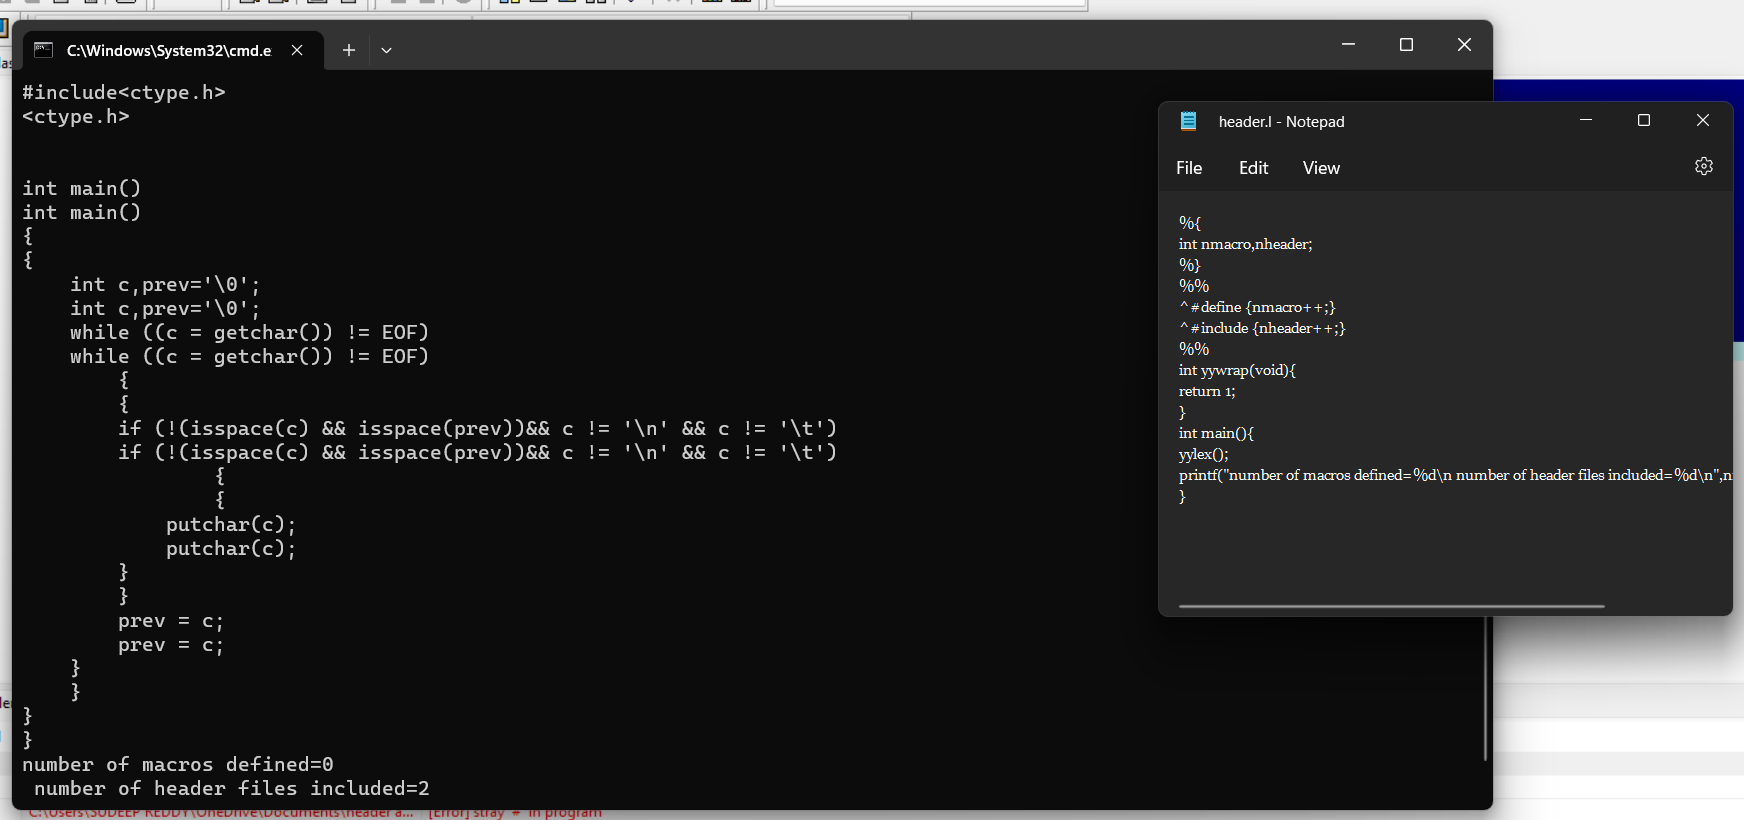 C:\Windows\System32\cmd.e
#include<ctype.h>
<ctype.h>
int main()
int main()
{
{
    int c,prev='\0';
    int c,prev='\0';
    while ((c = getchar()) != EOF)
    while ((c = getchar()) != EOF)
        {
        {
        if (!(isspace(c) && isspace(prev))&& c != '\n' && c != '\t')
        if (!(isspace(c) && isspace(prev))&& c != '\n' && c != '\t')
                {
                {
            putchar(c);
            putchar(c);
        }
        }
        prev = c;
        prev = c;
    }
    }
}
}
number of macros defined=0
 number of header files included=2
header.l - Notepad
File Edit View
%{
int nmacro,nheader;
%}
%%
^#define {nmacro++;}
^#include {nheader++;}
%%
int yywrap(void){
return 1;
}
int main(){
yylex();
printf("number of macros defined=%d\n number of header files included=%d\n",n
}
C:\Users\SUDEEP REDDY\OneDrive\Documents\header a... [Error] stray '#' in program